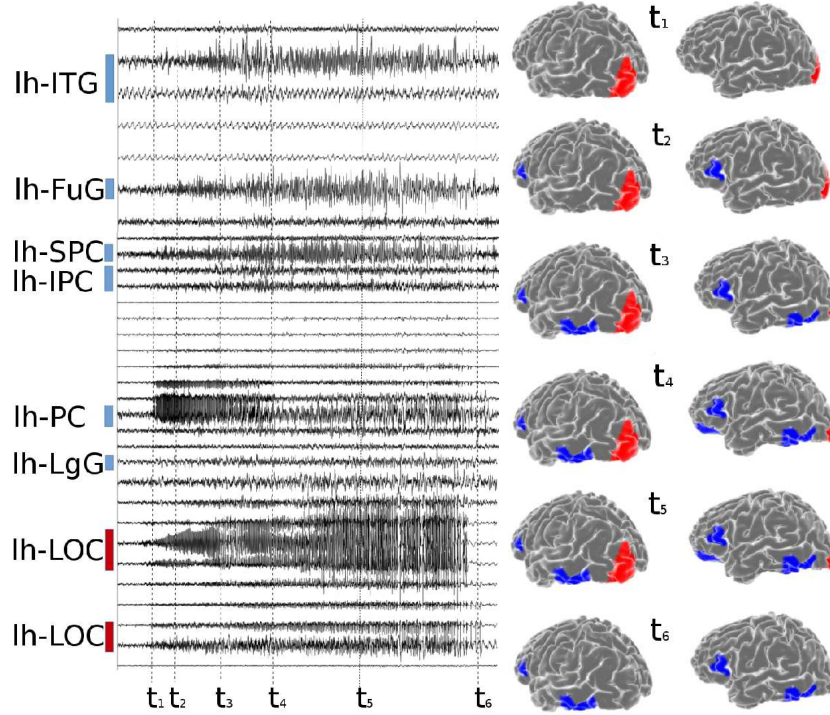 lh-ITG
lh-FuG
lh-SPC
lh-IPC
lh-PC
lh-LgG
lh-LOC
lh-LOC
t₁ t₂ t₃ t₄ t₅ t₆
t₁
t₂
t₃
t₄
t₅
t₆